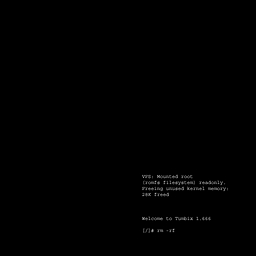 VFS: Mounted root
(romfs filesystem) readonly.
Freeing unused kernel memory:
28K freed
Welcome to Tumbix 1.666
[/]# rm -rf